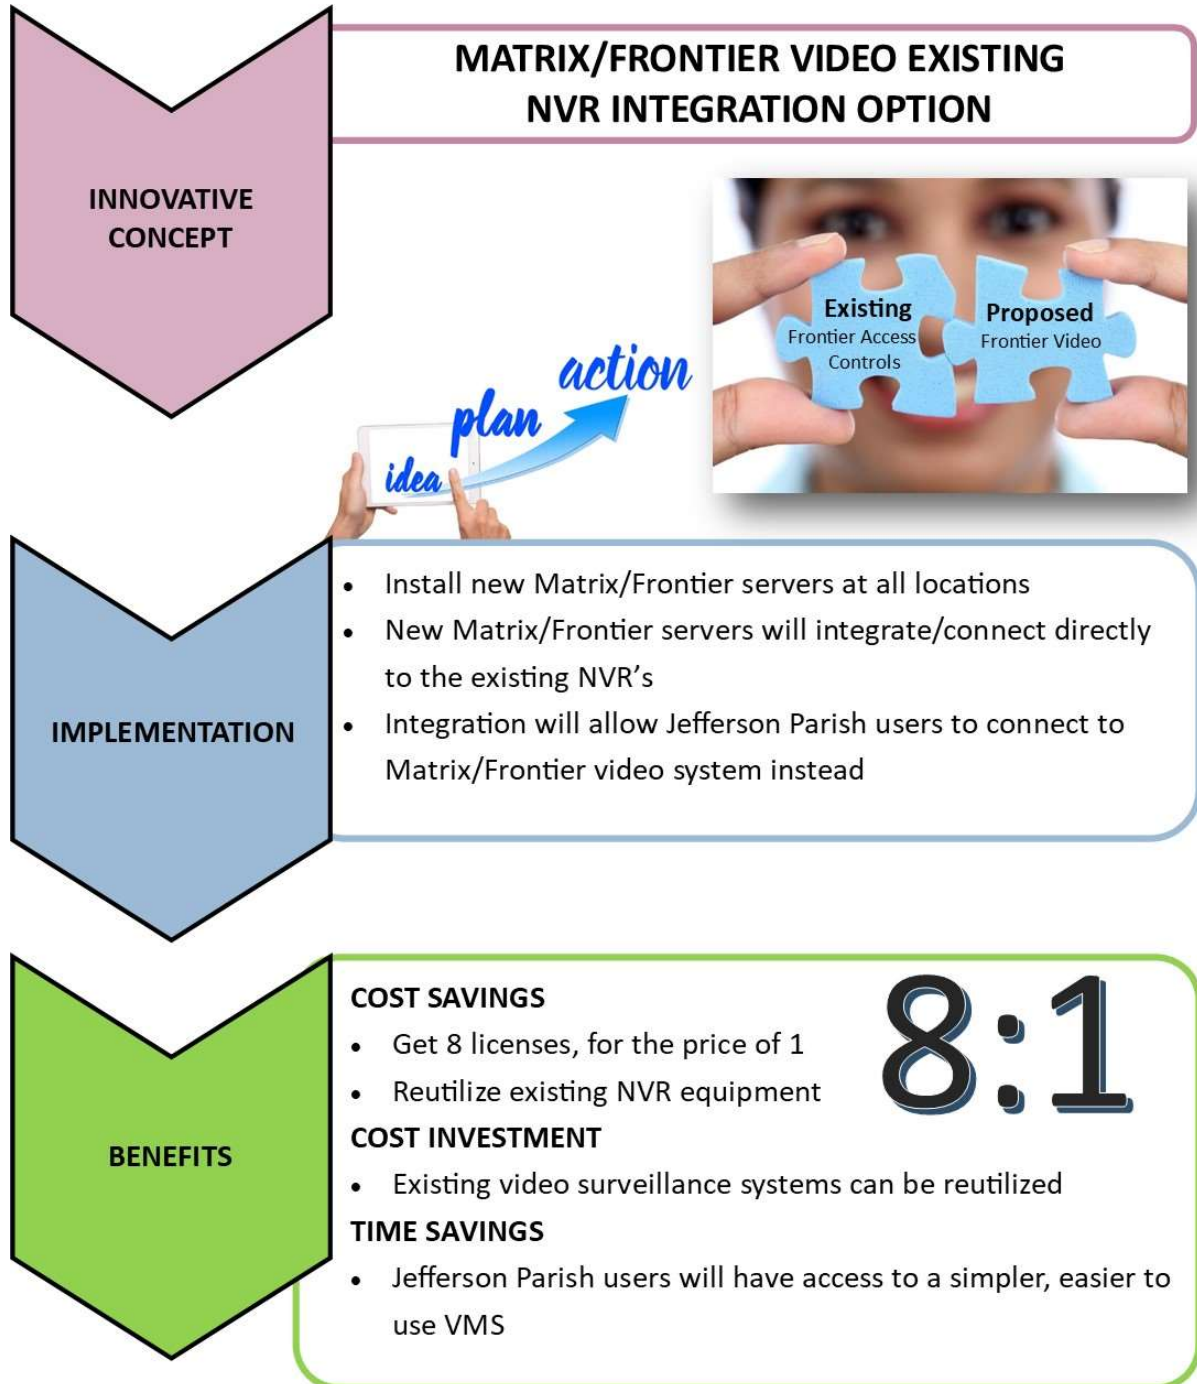 MATRIX/FRONTIER VIDEO EXISTING
NVR INTEGRATION OPTION
INNOVATIVE
CONCEPT
Existing
Frontier Access
Controls
Proposed
Frontier Video
action
plan
idea
IMPLEMENTATION
• Install new Matrix/Frontier servers at all locations
• New Matrix/Frontier servers will integrate/connect directly
to the existing NVR’s
• Integration will allow Jefferson Parish users to connect to
Matrix/Frontier video system instead
BENEFITS
COST SAVINGS
• Get 8 licenses, for the price of 1
• Reutilize existing NVR equipment
8:1
COST INVESTMENT
• Existing video surveillance systems can be reutilized
TIME SAVINGS
• Jefferson Parish users will have access to a simpler, easier to
use VMS